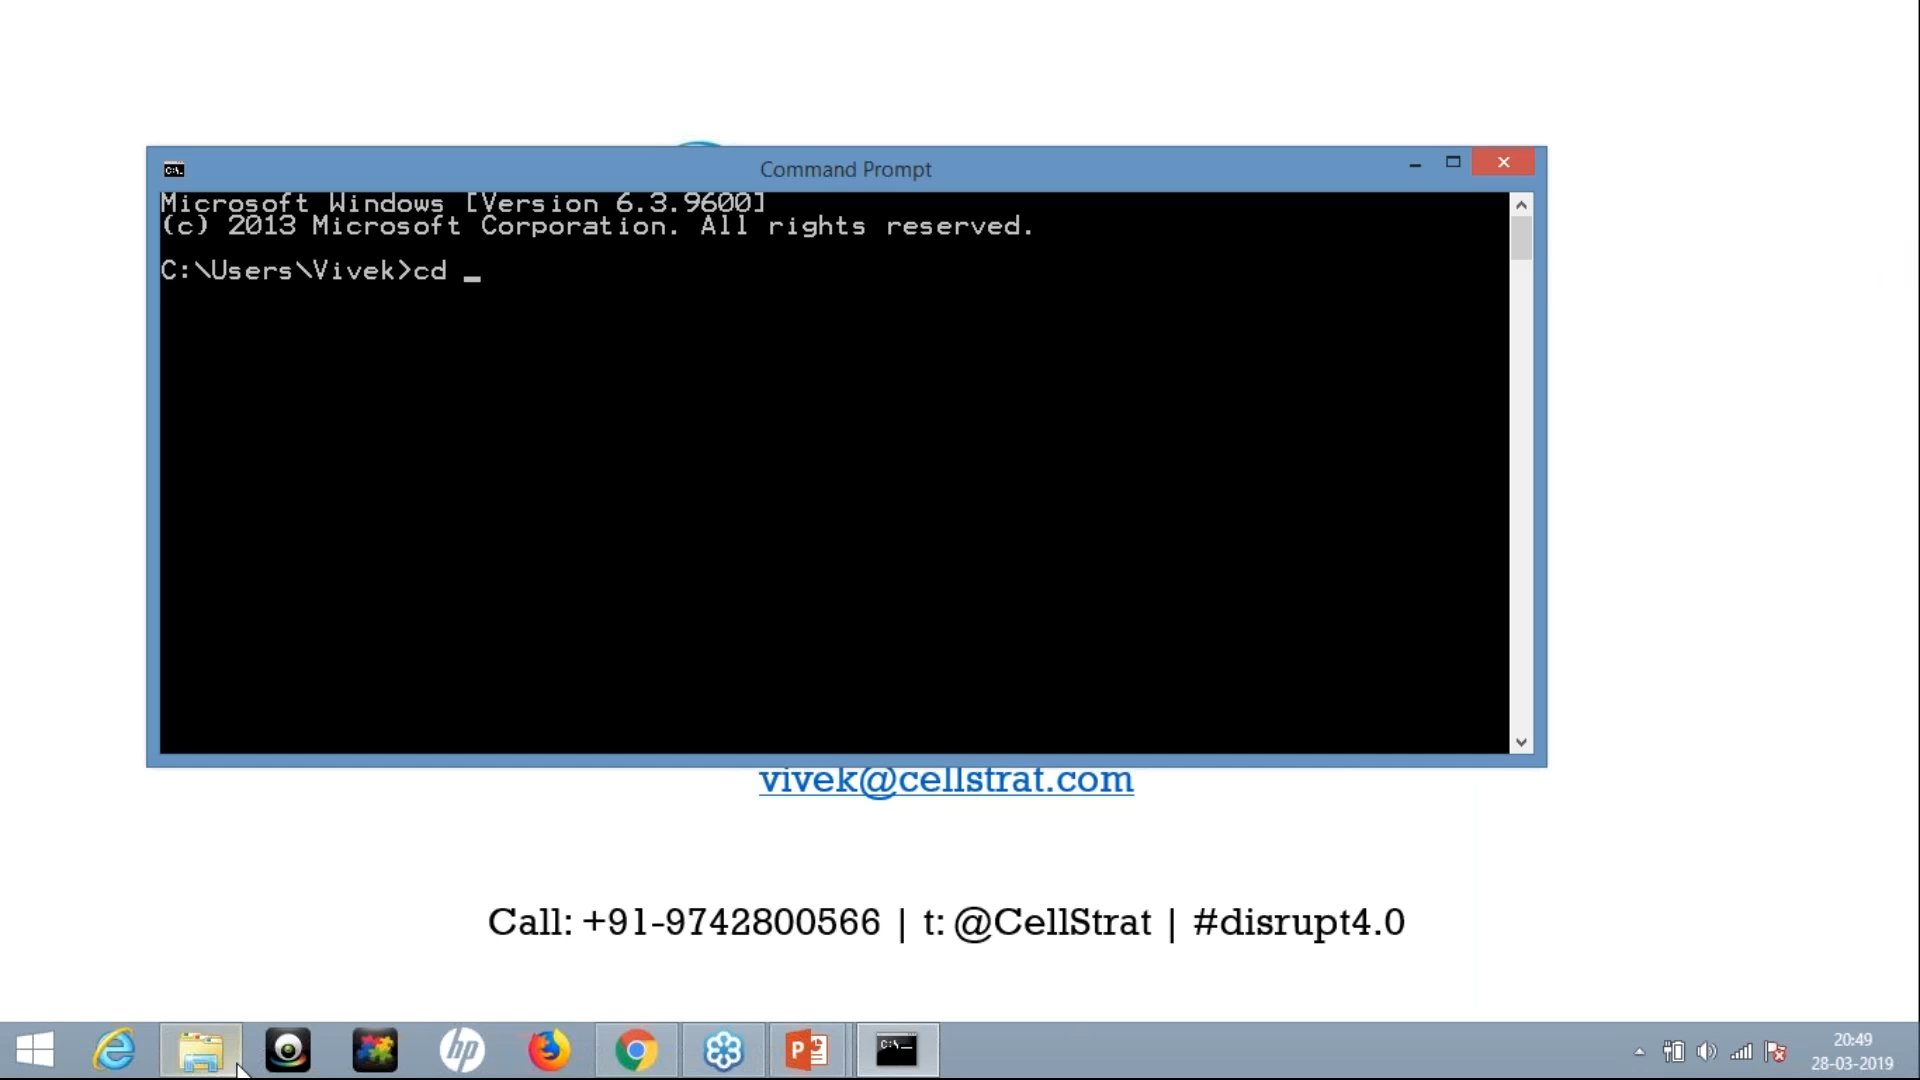 Command Prompt
Microsoft Windows [Version 6.3.9600]
(c) 2013 Microsoft Corporation. All rights reserved.
C:\Users\Vivek>cd _
vivek@cellstrat.com
Call: +91-9742800566 | t: @CellStrat | #disrupt4.0
20:49
28-03-2019